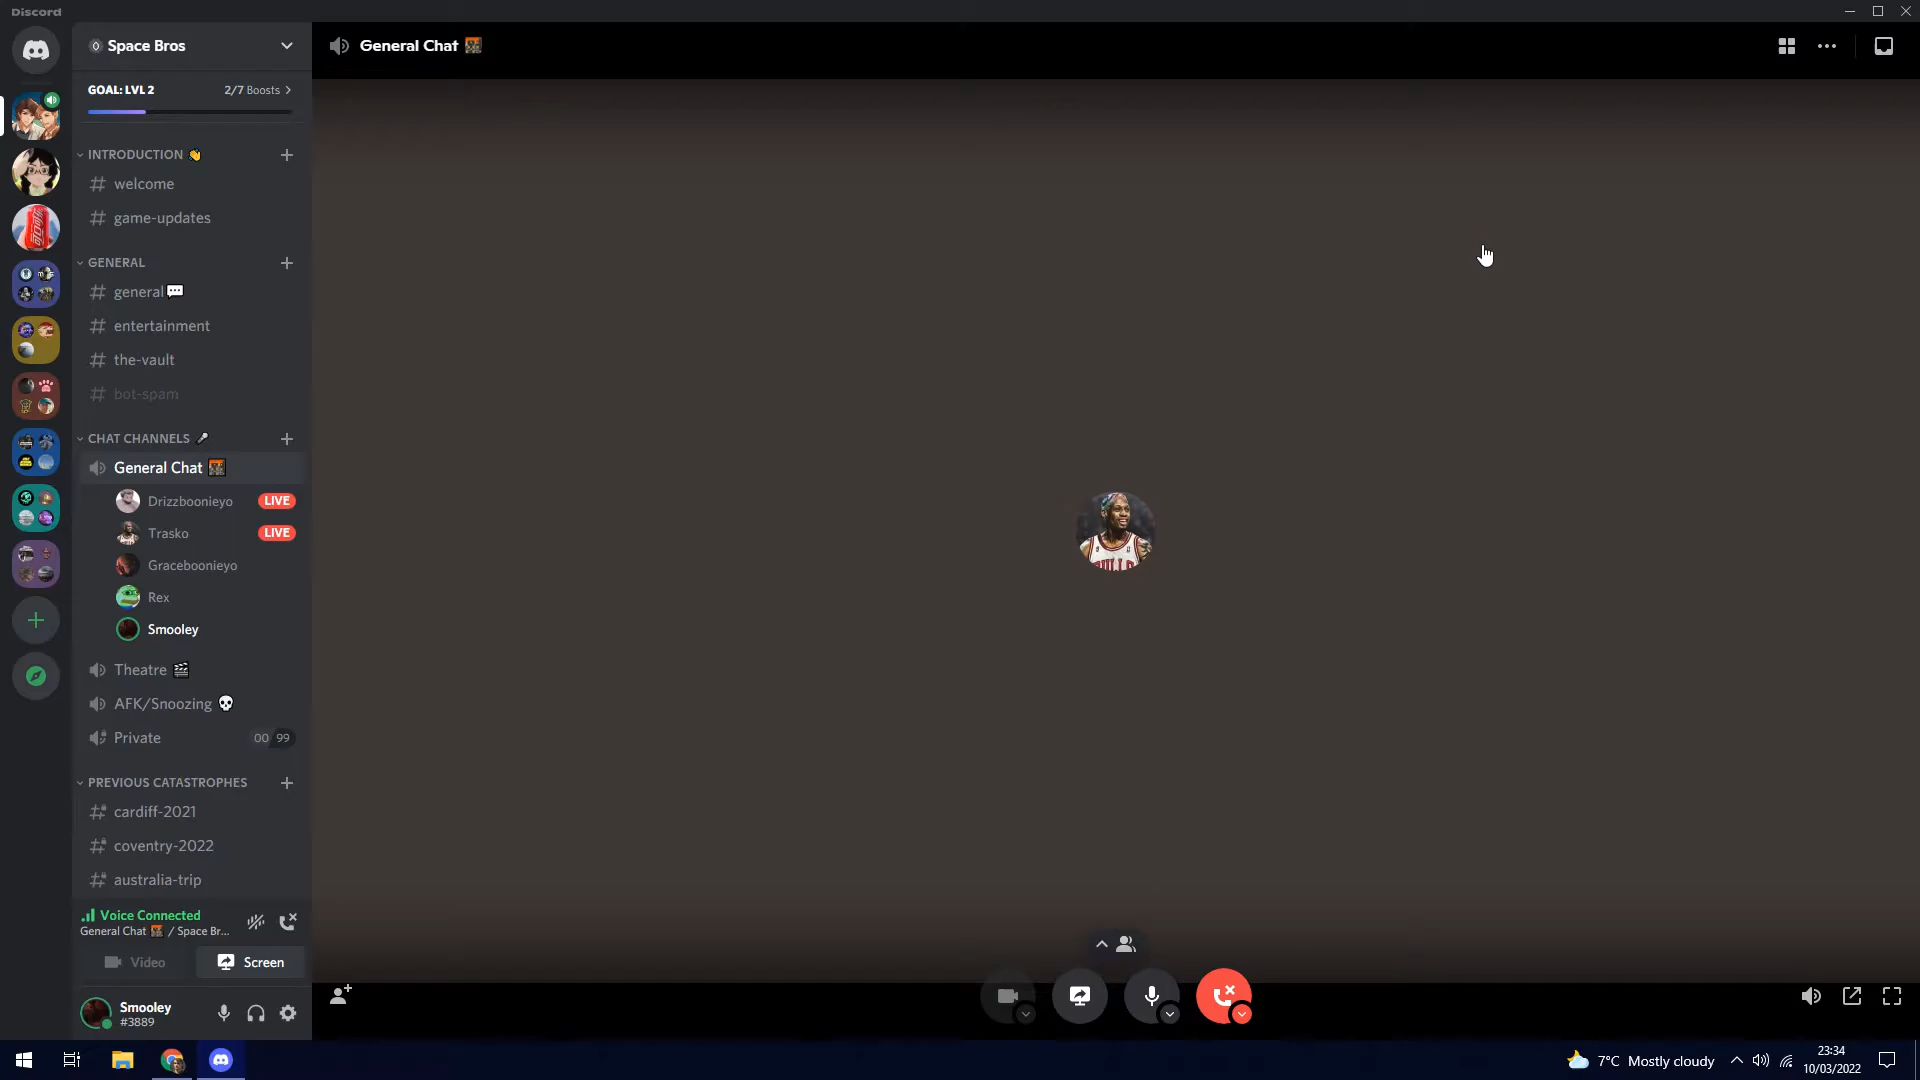 Discord
Space Bros
General Chat
GOAL: LVL 2
2/7 Boosts
INTRODUCTION
welcome
game-updates
GENERAL
general
entertainment
the-vault
bot-spam
CHAT CHANNELS
General Chat
Drizzboonieyo
LIVE
Trasko
LIVE
Graceboonieyo
Rex
Smooley
Theatre
AFK/Snoozing
Private
00 99
PREVIOUS CATASTROPHES
cardiff-2021
coventry-2022
australia-trip
Voice Connected
General Chat / Space Br...
Video
Screen
Smooley
#3889
7°C Mostly cloudy
23:34
10/03/2022